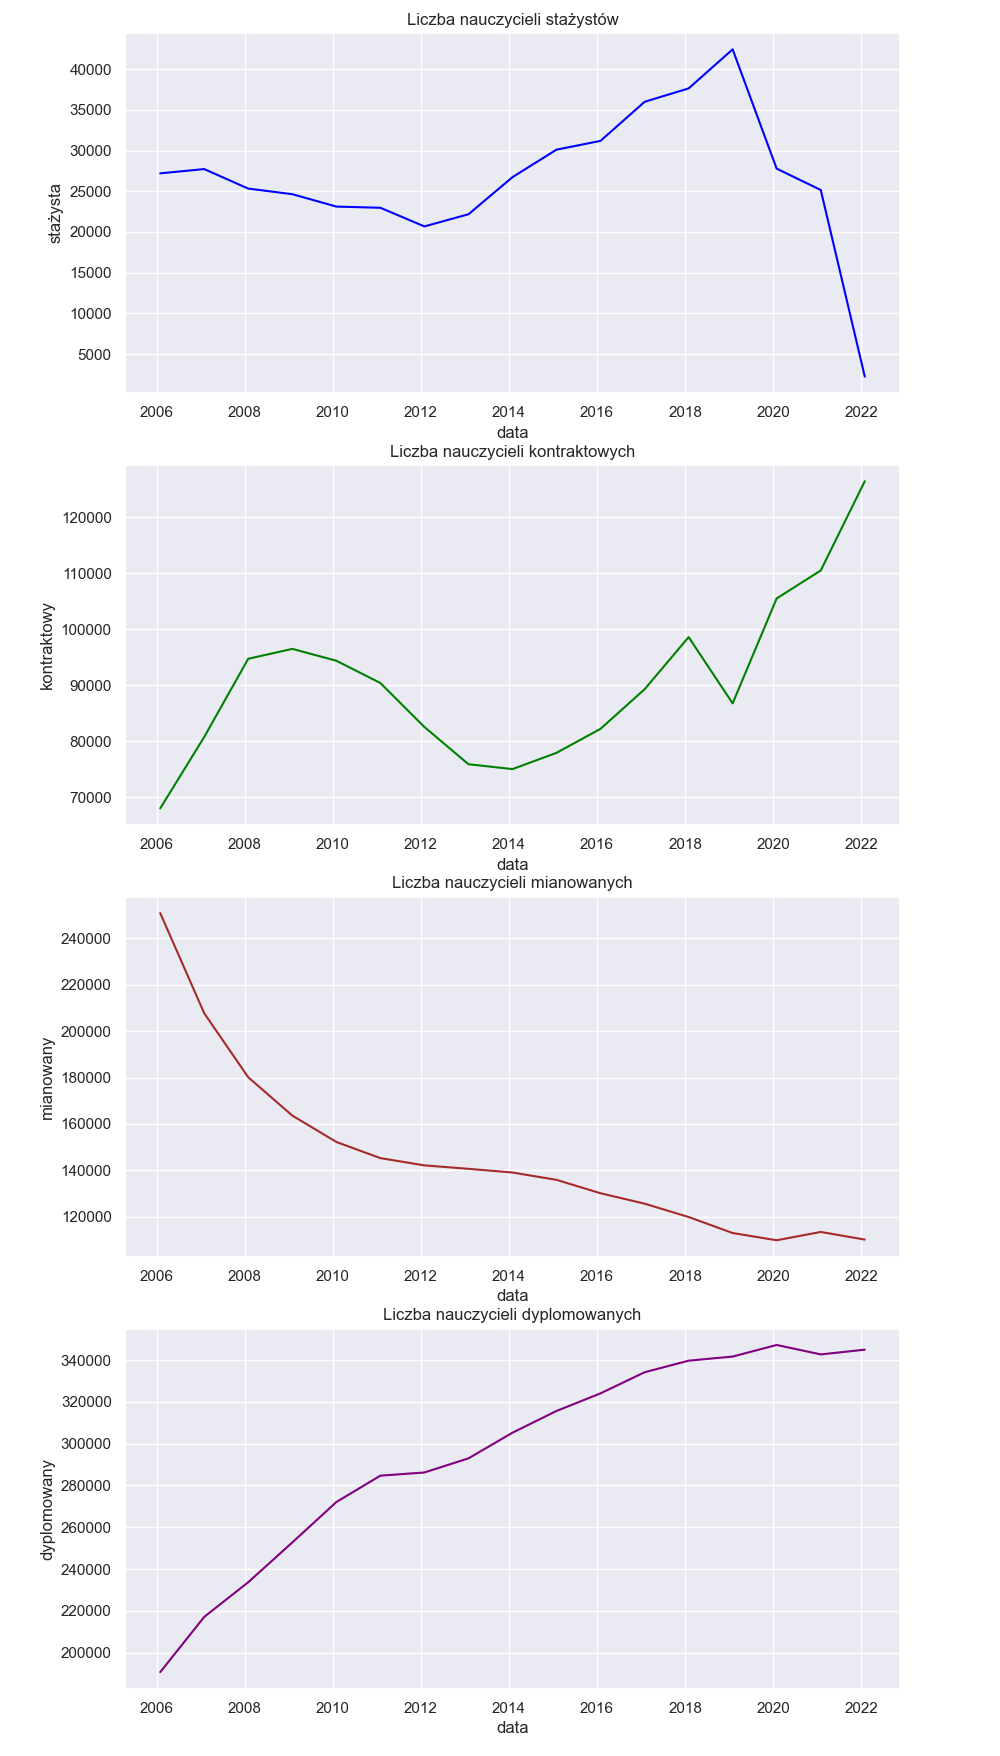 Liczba nauczycieli stażystów
40000
35000
30000
25000
20000
15000
10000
5000
stażysta
2006 2008 2010 2012 2014 2016 2018 2020 2022
data
Liczba nauczycieli kontraktowych
120000
110000
100000
90000
80000
70000
kontraktowy
2006 2008 2010 2012 2014 2016 2018 2020 2022
data
Liczba nauczycieli mianowanych
240000
220000
200000
180000
160000
140000
120000
mianowany
2006 2008 2010 2012 2014 2016 2018 2020 2022
data
Liczba nauczycieli dyplomowanych
340000
320000
300000
280000
260000
240000
220000
200000
dyplomowany
2006 2008 2010 2012 2014 2016 2018 2020 2022
data